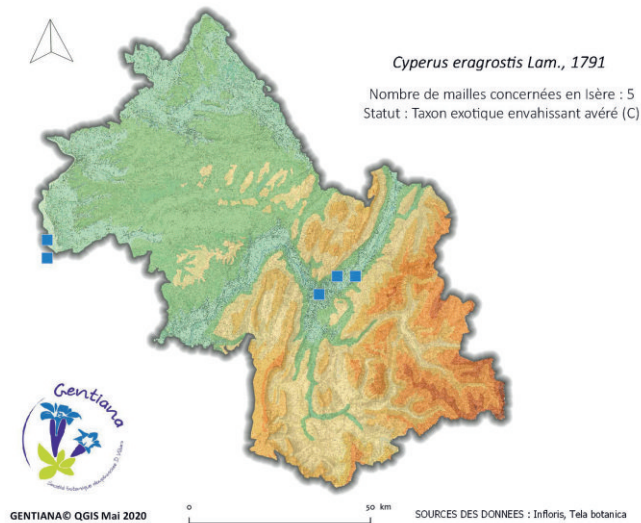 Cyperus eragrostis Lam., 1791
Nombre de mailles concernées en Isère : 5
Statut : Taxon exotique envahissant avéré (C)
Gentiana
GENTIANA© QGIS Mai 2020
0
50 km
SOURCES DES DONNEES : Infloris, Tela botanica